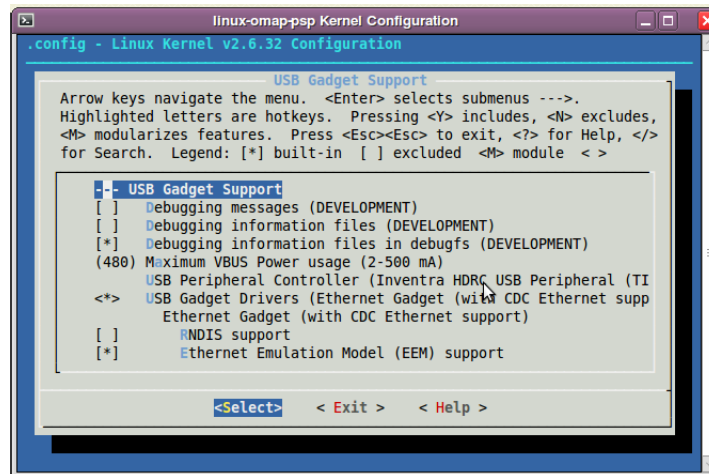 linux-omap-psp Kernel Configuration
.config - Linux Kernel v2.6.32 Configuration
USB Gadget Support
Arrow keys navigate the menu.  <Enter> selects submenus --->.
Highlighted letters are hotkeys.  Pressing <Y> includes, <N> excludes,
<M> modularizes features.  Press <Esc><Esc> to exit, <?> for Help, </>
for Search.  Legend: [*] built-in  [ ] excluded  <M> module  < >
--- USB Gadget Support
[ ]   Debugging messages (DEVELOPMENT)
[ ]   Debugging information files (DEVELOPMENT)
[*]   Debugging information files in debugfs (DEVELOPMENT)
(480) Maximum VBUS Power usage (2-500 mA)
USB Peripheral Controller (Inventra HDRC USB Peripheral (TI
<*>   USB Gadget Drivers (Ethernet Gadget (with CDC Ethernet supp
Ethernet Gadget (with CDC Ethernet support)
[ ]     RNDIS support
[*]     Ethernet Emulation Model (EEM) support
<Select>    < Exit >    < Help >